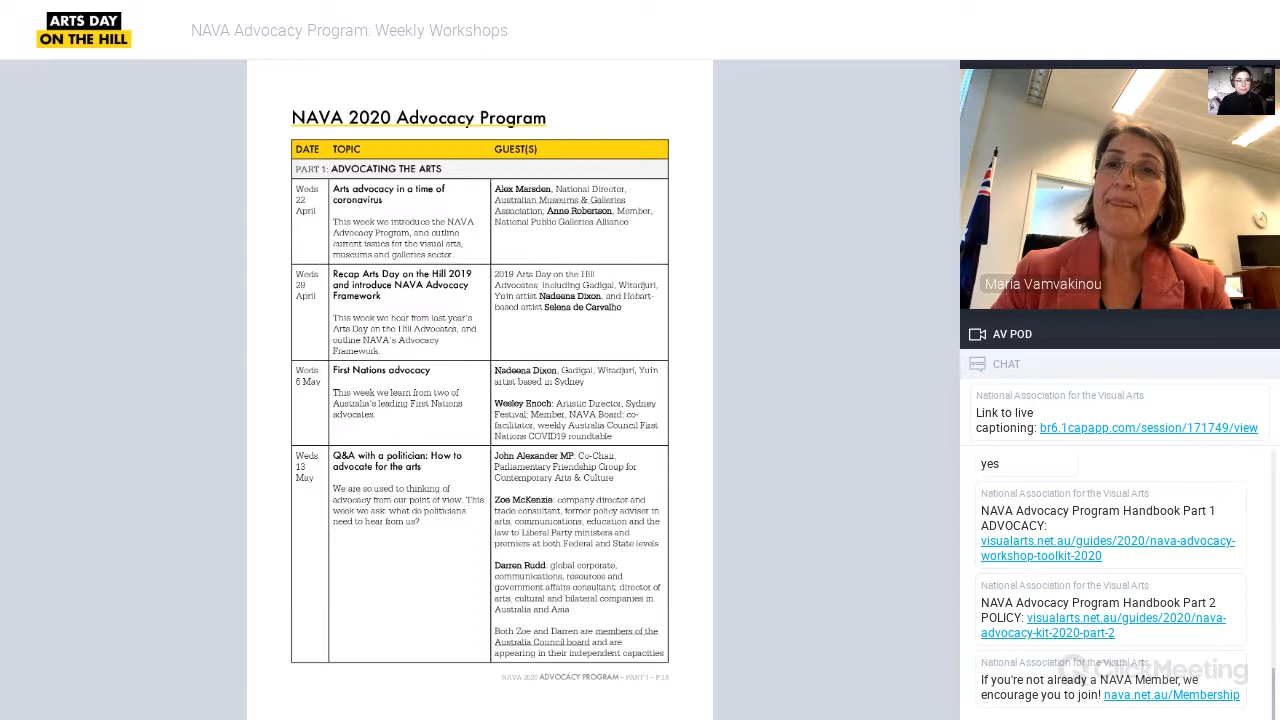 ARTS DAY
ON THE HILL
NAVA Advocacy Program: Weekly Workshops
NAVA 2020 Advocacy Program
DATE TOPIC GUEST(S)
PART 1: ADVOCATING THE ARTS
Weds
22
April
Arts advocacy in a time of
coronavirus
This week we introduce the NAVA
Advocacy Program, and outline
current issues for the visual arts,
museums and galleries sector.
Alex Marsden, National Director,
Australian Museums & Galleries
Association; Anne Robertson, Member,
National Public Galleries Alliance
Weds
29
April
Recap Arts Day on the Hill 2019
and introduce NAVA Advocacy
Framework
This week we hear from last year's
Arts Day on the Hill Advocates, and
outline NAVA's Advocacy
Framework.
2019 Arts Day on the Hill
Advocates including Gadigal, Wiradjuri,
Yuin artist Nadeena Dixon, and Hobart-
based artist Selena de Carvalho
Weds
6 May
First Nations advocacy
This week we learn from two of
Australia's leading First Nations
advocates.
Nadeena Dixon, Gadigal, Wiradjuri, Yuin
artist based in Sydney
Wesley Enoch: Artistic Director, Sydney
Festival; Member, NAVA Board; co-
facilitator, weekly Australia Council First
Nations COVID19 roundtable
Weds
13
May
Q&A with a politician: How to
advocate for the arts
We are so used to thinking of
advocacy from our point of view. This
week we ask: what do politicians
need to hear from us?
John Alexander MP: Co-Chair,
Parliamentary Friendship Group for
Contemporary Arts & Culture
Zoe McKenzie: company director and
trade consultant, former policy advisor in
arts, communications, education and the
law to Liberal Party ministers and
premiers at both Federal and State levels
Darren Rudd: global corporate,
communications, resources and
government affairs consultant; director of
arts, cultural and bilateral companies in
Australia and Asia
Both Zoe and Darren are members of the
Australia Council board and are
appearing in their independent capacities
NAVA 2020 ADVOCACY PROGRAM – PART 1 – P 13
Maria Vamvakinou
AV POD
CHAT
National Association for the Visual Arts
Link to live
captioning: br6.1capapp.com/session/171749/view
yes
National Association for the Visual Arts
NAVA Advocacy Program Handbook Part 1
ADVOCACY:
visualarts.net.au/guides/2020/nava-advocacy-
workshop-toolkit-2020
National Association for the Visual Arts
NAVA Advocacy Program Handbook Part 2
POLICY: visualarts.net.au/guides/2020/nava-
advocacy-kit-2020-part-2
National Association for the Visual Arts
ClickMeeting
If you're not already a NAVA Member, we
encourage you to join! nava.net.au/Membership